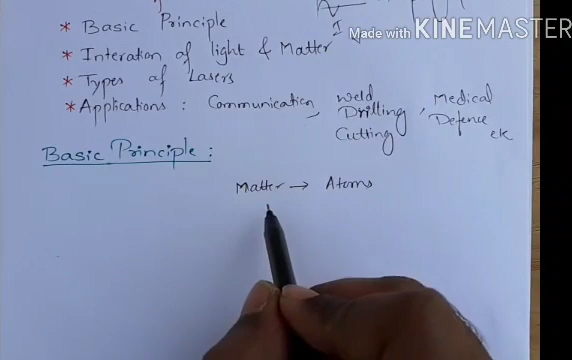 * Basic Principle
* Interation of light & Matter
* Types of Lasers
* Applications : Communication, Weld Drilling Cutting, Medical Defence etc
Basic Principle :
Matter → Atoms
Made with KINEMASTER